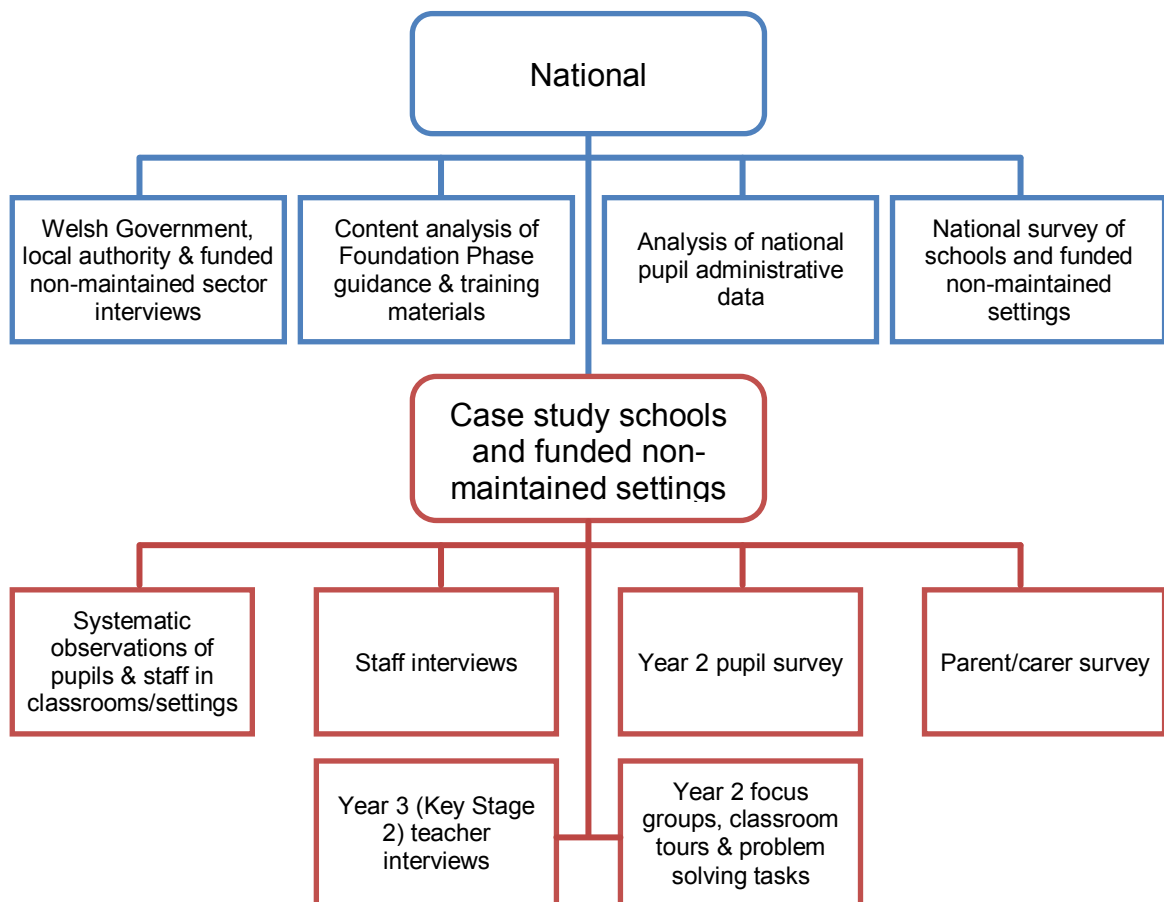 National
Welsh Government,
local authority & funded
non-maintained sector
interviews
Content analysis of
Foundation Phase
guidance & training
materials
Analysis of national
pupil administrative
data
National survey of
schools and funded
non-maintained
settings
Case study schools
and funded non-
maintained settings
Systematic
observations of
pupils & staff in
classrooms/settings
Staff interviews
Year 2 pupil survey
Parent/carer survey
Year 3 (Key Stage
2) teacher
interviews
Year 2 focus
groups, classroom
tours & problem
solving tasks